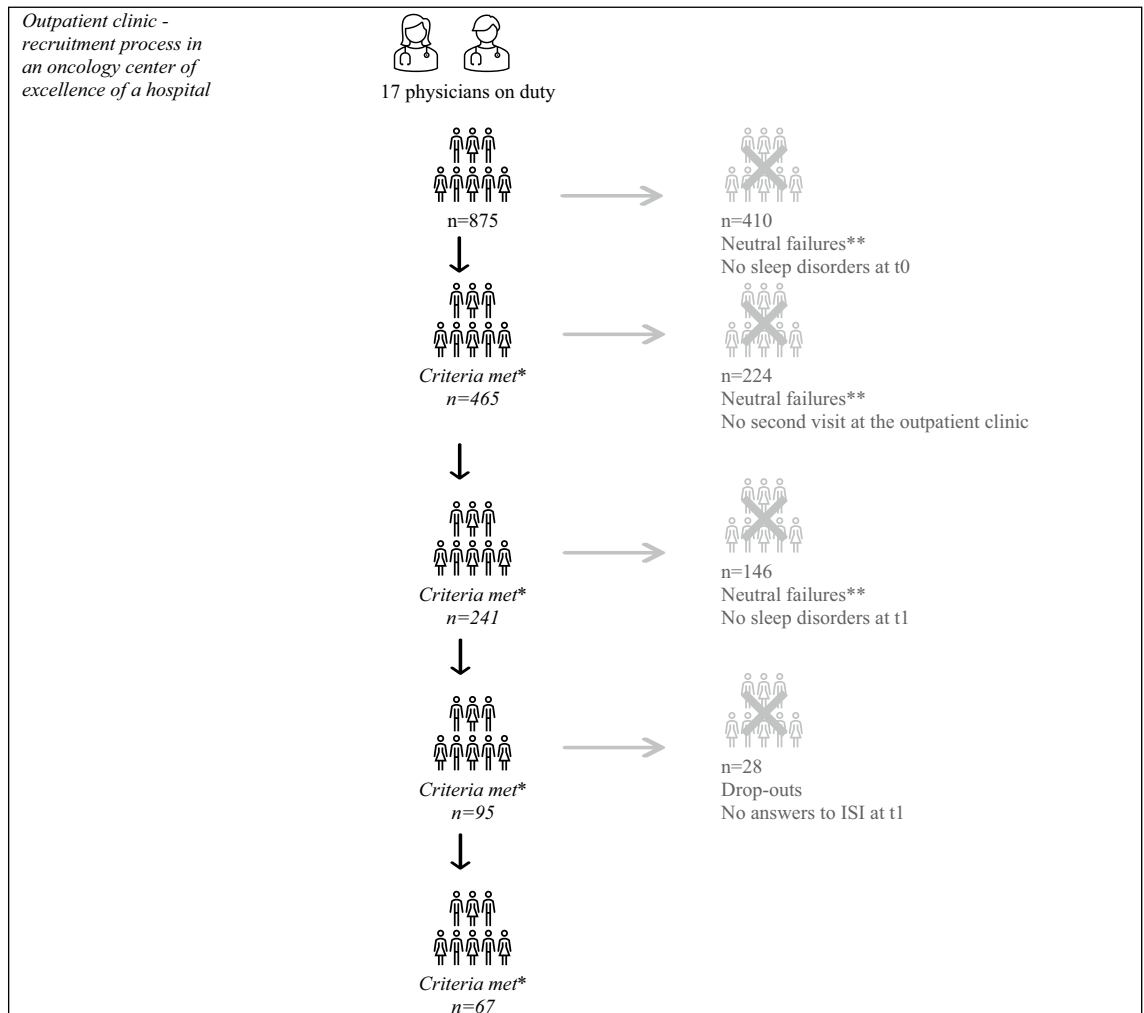 Outpatient clinic -
recruitment process in
an oncology center of
excellence of a hospital
17 physicians on duty
n=875
n=410
Neutral failures**
No sleep disorders at t0
Criteria met*
n=465
n=224
Neutral failures**
No second visit at the outpatient clinic
Criteria met*
n=241
n=146
Neutral failures**
No sleep disorders at t1
Criteria met*
n=95
n=28
Drop-outs
No answers to ISI at t1
Criteria met*
n=67